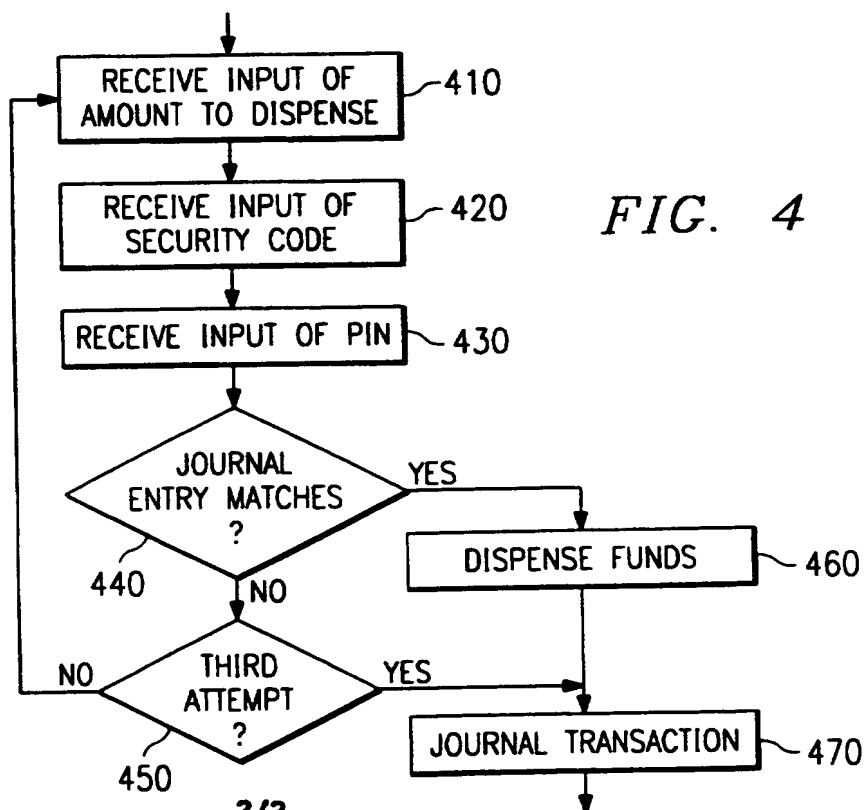 RECEIVE INPUT OF
AMOUNT TO DISPENSE
410
RECEIVE INPUT OF
SECURITY CODE
420
FIG. 4
RECEIVE INPUT OF PIN
430
JOURNAL
ENTRY MATCHES
?
YES
440
NO
DISPENSE FUNDS
460
THIRD
ATTEMPT
?
NO
YES
450
JOURNAL TRANSACTION
470